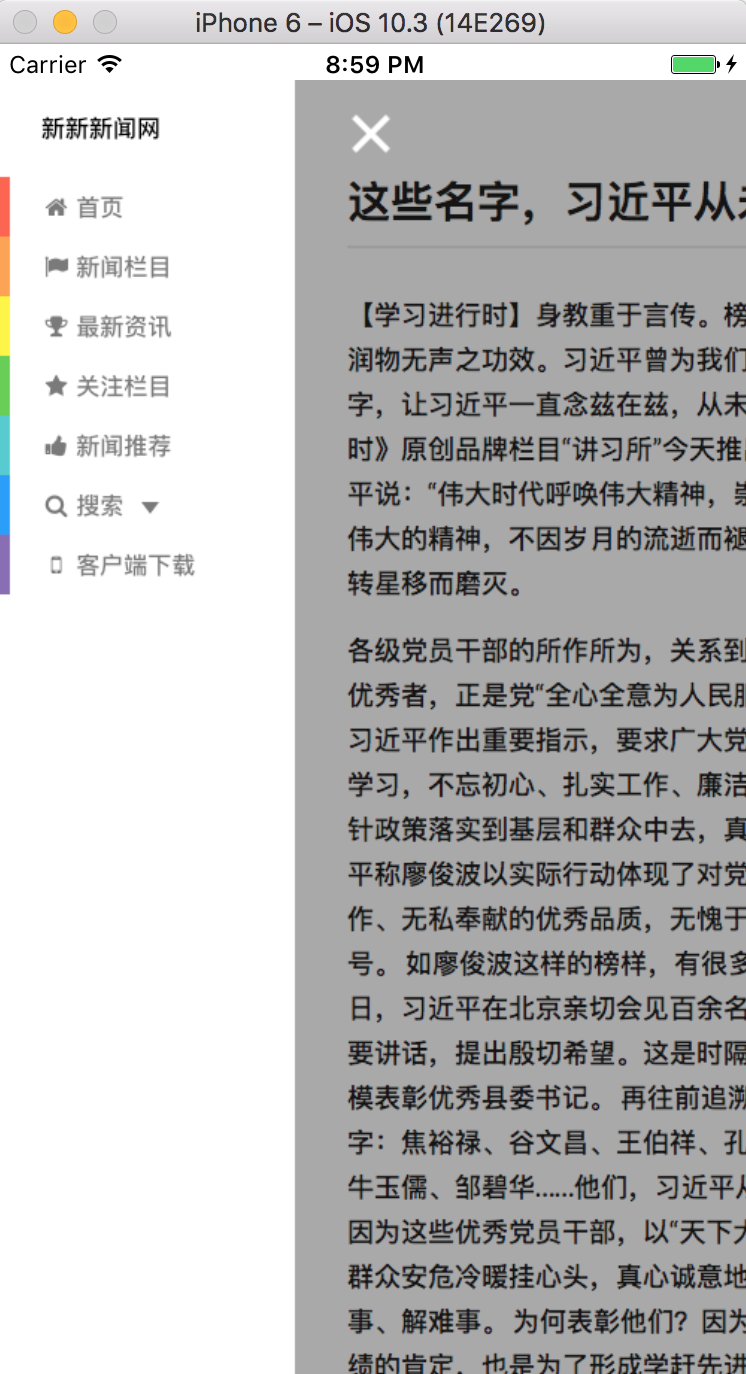 iPhone 6 – iOS 10.3 (14E269)
Carrier 8:59 PM
新新新闻网
首页
新闻栏目
最新资讯
关注栏目
新闻推荐
搜索
客户端下载
这些名字，习近平从
【学习进行时】身教重于言传。榜
润物无声之功效。习近平曾为我们
字，让习近平一直念兹在兹，从未
时》原创品牌栏目“讲习所”今天推
平说：“伟大时代呼唤伟大精神，崇
伟大的精神，不因岁月的流逝而褪
转星移而磨灭。
各级党员干部的所作所为，关系到
优秀者，正是党“全心全意为人民服
习近平作出重要指示，要求广大党
学习，不忘初心、扎实工作、廉洁
针政策落实到基层和群众中去，真
平称廖俊波以实际行动体现了对党
作、无私奉献的优秀品质，无愧于
号。 如廖俊波这样的榜样，有很多
日，习近平在北京亲切会见百余名
要讲话，提出殷切希望。这是时隔
模表彰优秀县委书记。 再往前追溯
字：焦裕禄、谷文昌、王伯祥、孔
牛玉儒、邹碧华……他们，习近平从
因为这些优秀党员干部，以“天下大
群众安危冷暖挂心头，真心诚意地
事、解难事。 为何表彰他们？因为
绩的肯定，也是为了形成学赶先进